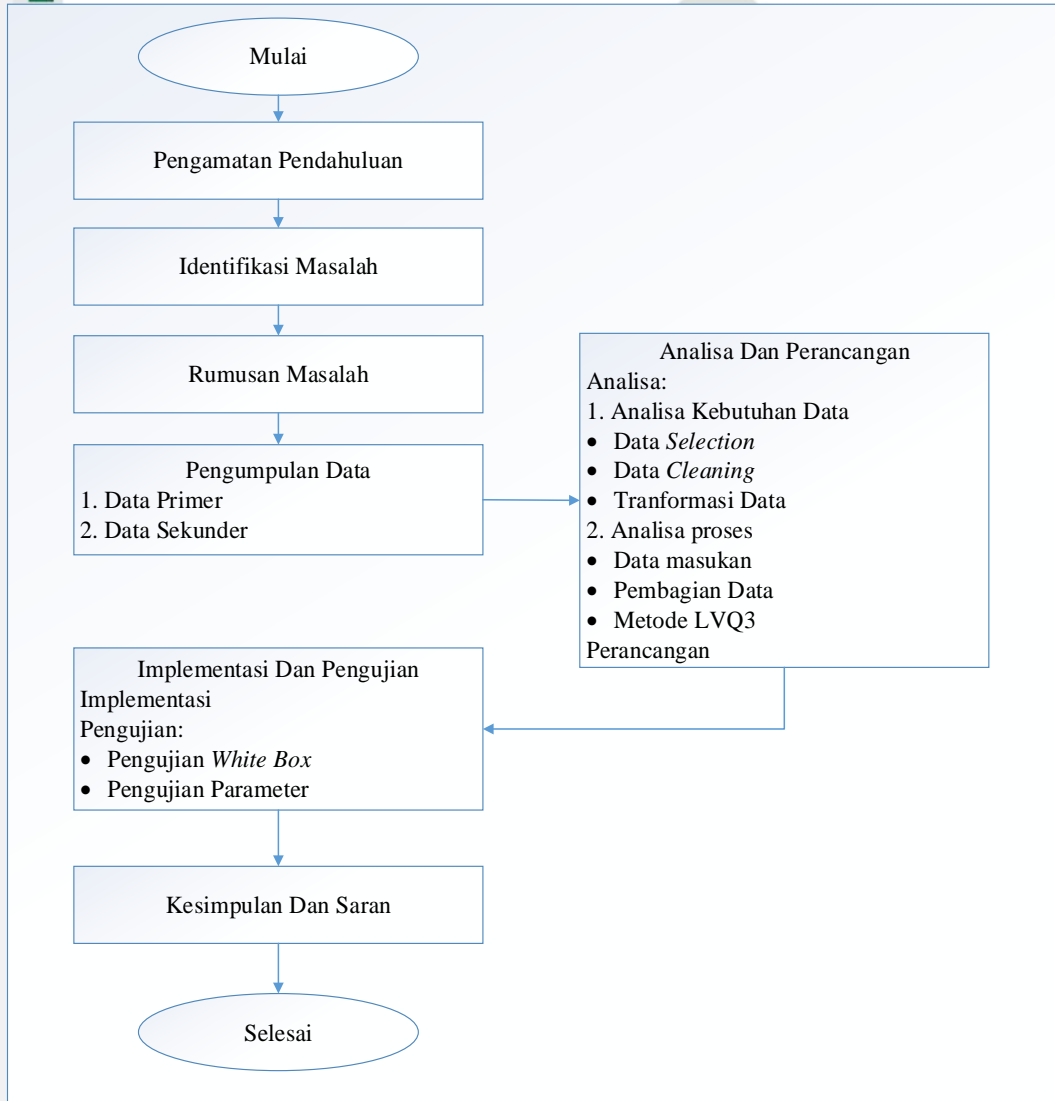 Mulai
Pengamatan Pendahuluan
Identifikasi Masalah
Rumusan Masalah
Pengumpulan Data
1. Data Primer
2. Data Sekunder
Analisa Dan Perancangan
Analisa:
1. Analisa Kebutuhan Data
• Data Selection
• Data Cleaning
• Tranformasi Data
2. Analisa proses
• Data masukan
• Pembagian Data
• Metode LVQ3
Perancangan
Implementasi Dan Pengujian
Implementasi
Pengujian:
• Pengujian White Box
• Pengujian Parameter
Kesimpulan Dan Saran
Selesai